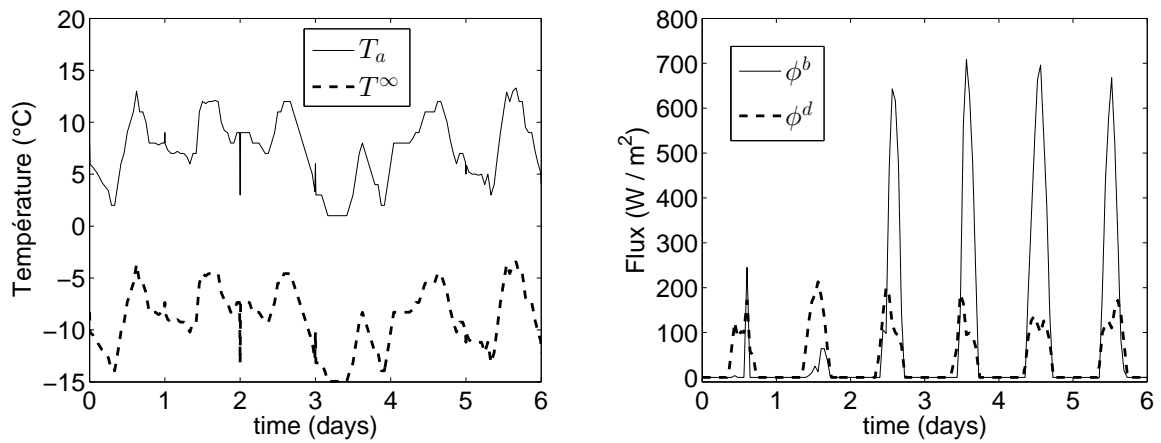 20
15
10
5
0
−5
−10
−15
0 1 2 3 4 5 6
Température (°C)
time (days)
T_a
T^∞
800
700
600
500
400
300
200
100
0
0 1 2 3 4 5 6
Flux (W / m²)
time (days)
ϕ^b
ϕ^d